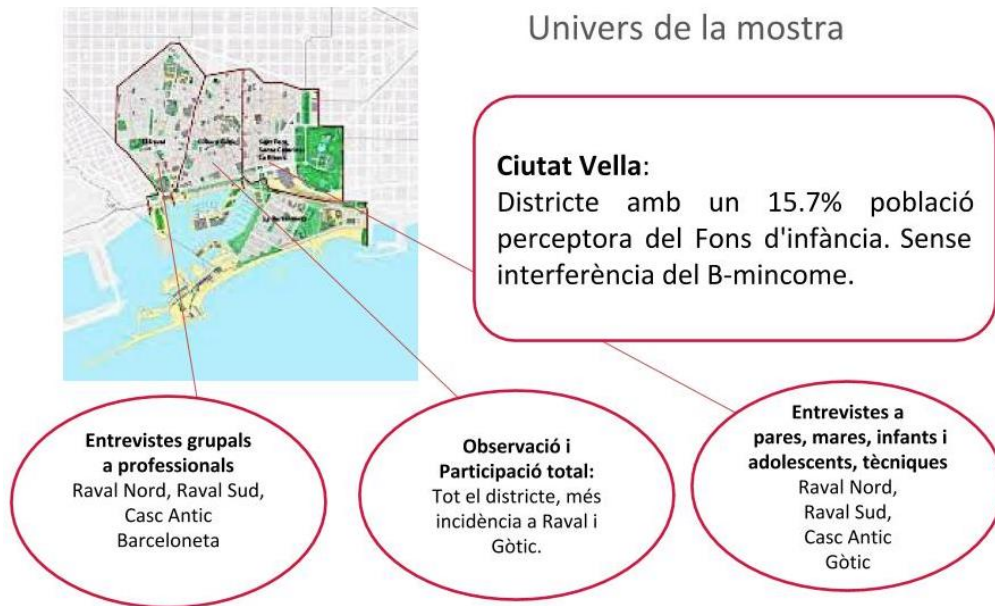 Univers de la mostra
Ciutat Vella:
Districte amb un 15.7% població
perceptora del Fons d'infància. Sense
interferència del B-mincome.
Entrevistes grupals
a professionals
Raval Nord, Raval Sud,
Casc Antic
Barceloneta
Observació i
Participació total:
Tot el districte, més
incidència a Raval i
Gòtic.
Entrevistes a
pares, mares, infants i
adolescents, tècniques
Raval Nord,
Raval Sud,
Casc Antic
Gòtic